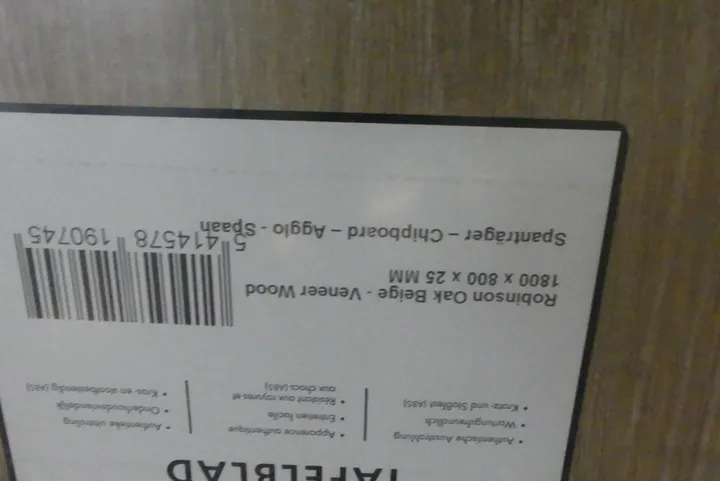 TAFELBLAD
• Authentische Ausstrahlung
• Wartungsfreundlich
• Kratz- und Stoßfest (ABS)
• Apparence authentique
• Entretien facile
• Résistant aux rayures et
aux chocs (ABS)
• Authentieke uitstraling
• Onderhoudsvriendelijk
• Kras- en stootbestendig (ABS)
Robinson Oak Beige - Veneer Wood
1800 x 800 x 25 MM
Spanträger – Chipboard – Agglo - Spaan
5 414578 190745